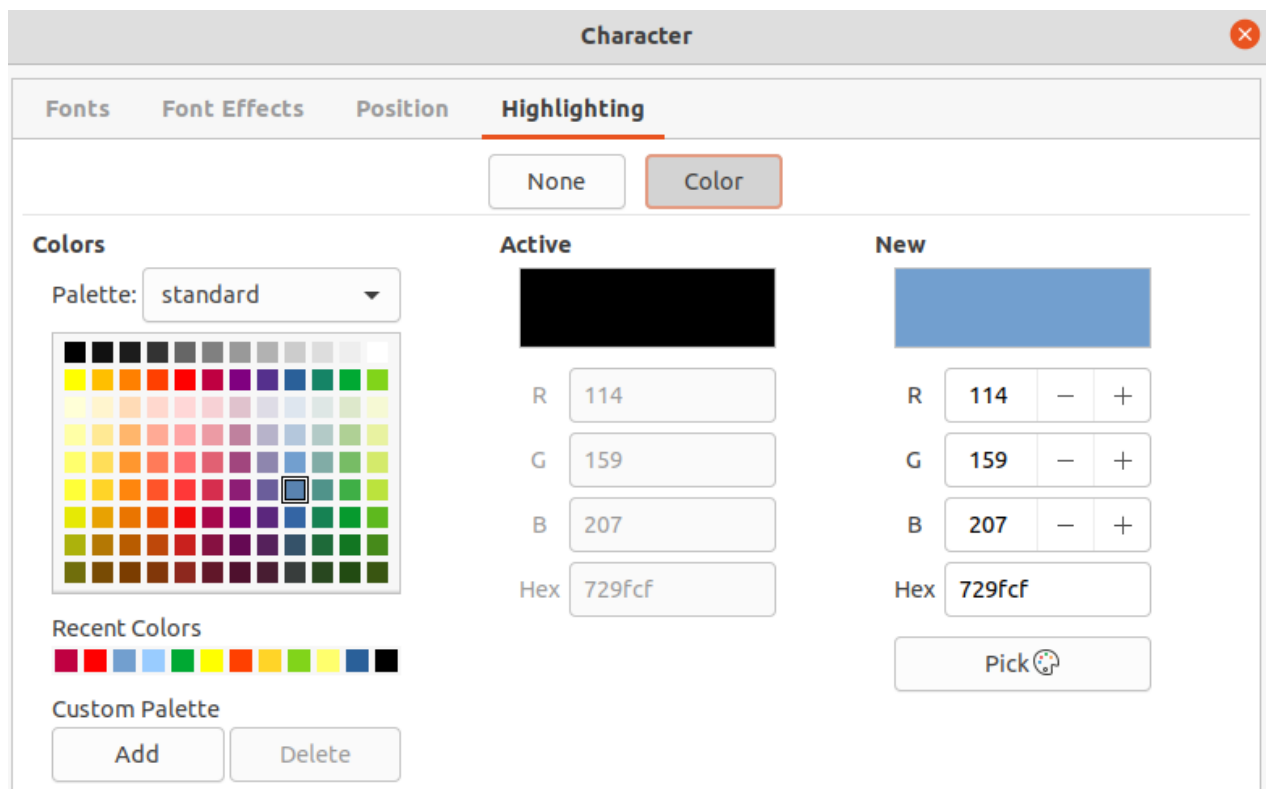 Character
Fonts Font Effects Position Highlighting
None Color
Colors Active New
Palette: standard
R 114 R 114 − +
G 159 G 159 − +
B 207 B 207 − +
Hex 729fcf Hex 729fcf
Recent Colors
Pick
Custom Palette
Add Delete